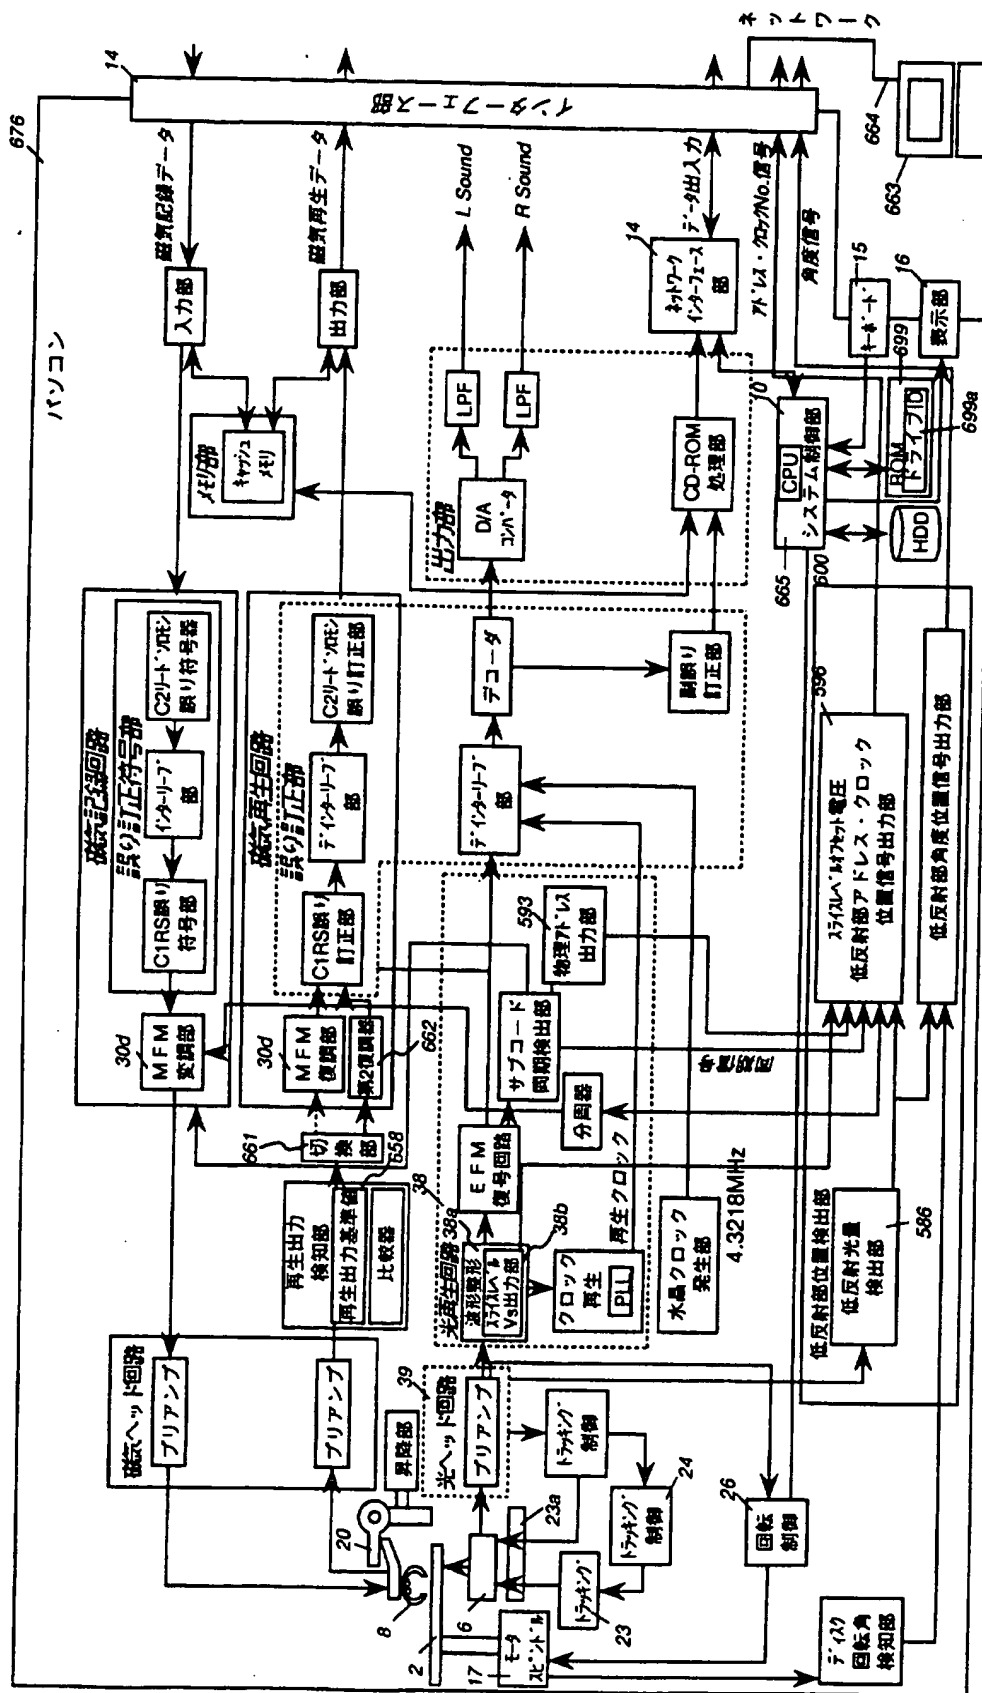 676
パソコン
磁気ヘッド回路
プリアンプ
プリアンプ
20
昇降部
8
2
17
モータ
スピンドル
6
23a
39
光ヘッド回路
プリアンプ
トラッキング
制御
トラッキング
制御
24
トラッキング
23
26
回転
制御
ディスク
回転角
検知部
磁気記録回路
誤り訂正符号部
30d
MFM
変調部
C1RS誤り
符号部
インターリーブ
部
C2リードソロモン
誤り符号器
磁気再生回路
誤り訂正部
再生出力
検知部
再生出力基準値
比較器
658
661
切
換
部
30d
MFM
復調部
第2復調器
662
C1RS誤り
訂正部
デインターリーブ
部
C2リードソロモン
誤り訂正部
光再生回路
38
38a
波形整形
スライスレベル
Vs出力部
38b
EFM
復号回路
クロック
再生
PLL
再生クロック
サブコード
同期検出部
593
物理アドレス
出力部
分周器
同期信号
水晶クロック
発生部
4.3218MHz
デインターリーブ
部
デコーダ
副誤り
訂正部
低反射部位置検出部
低反射光量
検出部
586
596
スライスレベルオフセット電圧
低反射部アドレス・クロック
位置信号出力部
低反射部角度位置信号出力部
600
メモリ部
キャッシュ
メモリ
入力部
出力部
磁気記録データ
磁気再生データ
出力部
D/A
コンバータ
LPF
LPF
L Sound
R Sound
CD-ROM
処理部
14
ネットワーク
インターフェース
部
データ出入力
アドレス・クロックNo.信号
角度信号
10
CPU
システム制御部
665
HDD
ROM
ドライブID
699
699a
15
キーボード
16
表示部
14
インターフェース部
ネットワーク
664
663